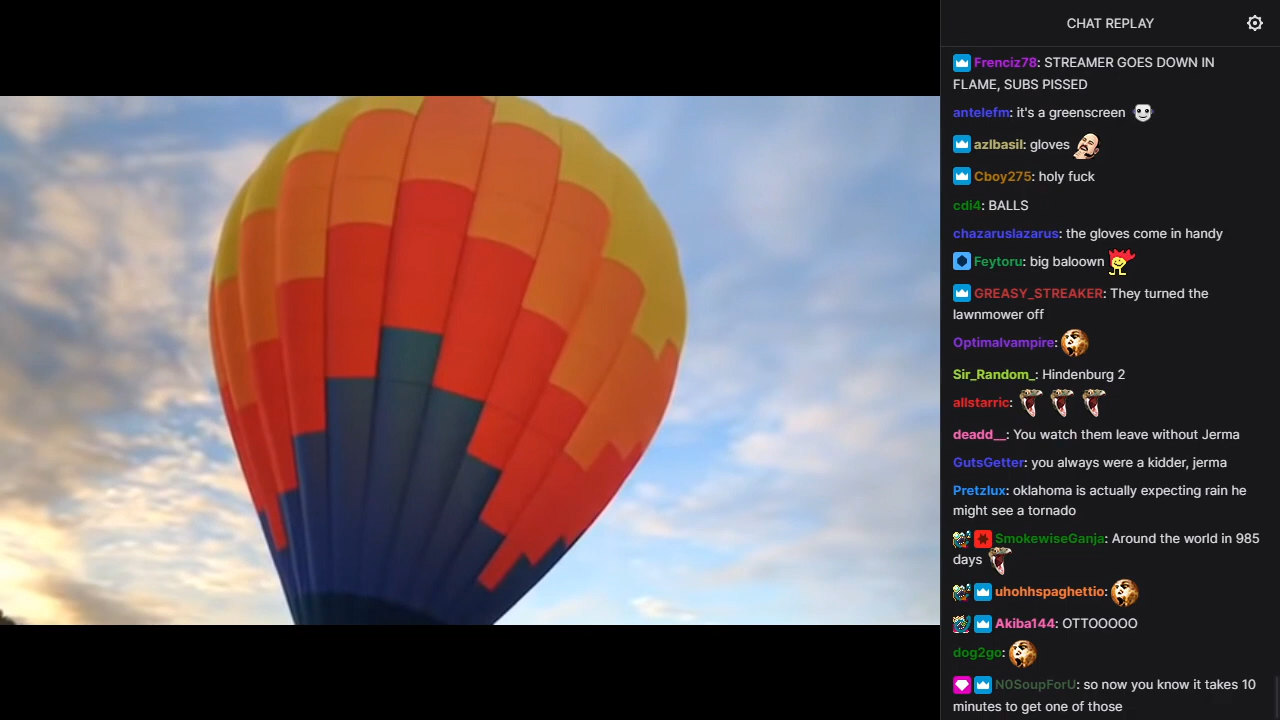 CHAT REPLAY
Frenciz78: STREAMER GOES DOWN IN
FLAME, SUBS PISSED
antelefm: it's a greenscreen
azlbasil: gloves
Cboy275: holy fuck
cdi4: BALLS
chazaruslazarus: the gloves come in handy
Feytoru: big baloown
GREASY_STREAKER: They turned the
lawnmower off
Optimalvampire:
Sir_Random_: Hindenburg 2
allstarric:
deadd__: You watch them leave without Jerma
GutsGetter: you always were a kidder, jerma
Pretzlux: oklahoma is actually expecting rain he
might see a tornado
SmokewiseGanja: Around the world in 985
days
uhohhspaghettio:
Akiba144: OTTOOOOO
dog2go:
N0SoupForU: so now you know it takes 10
minutes to get one of those